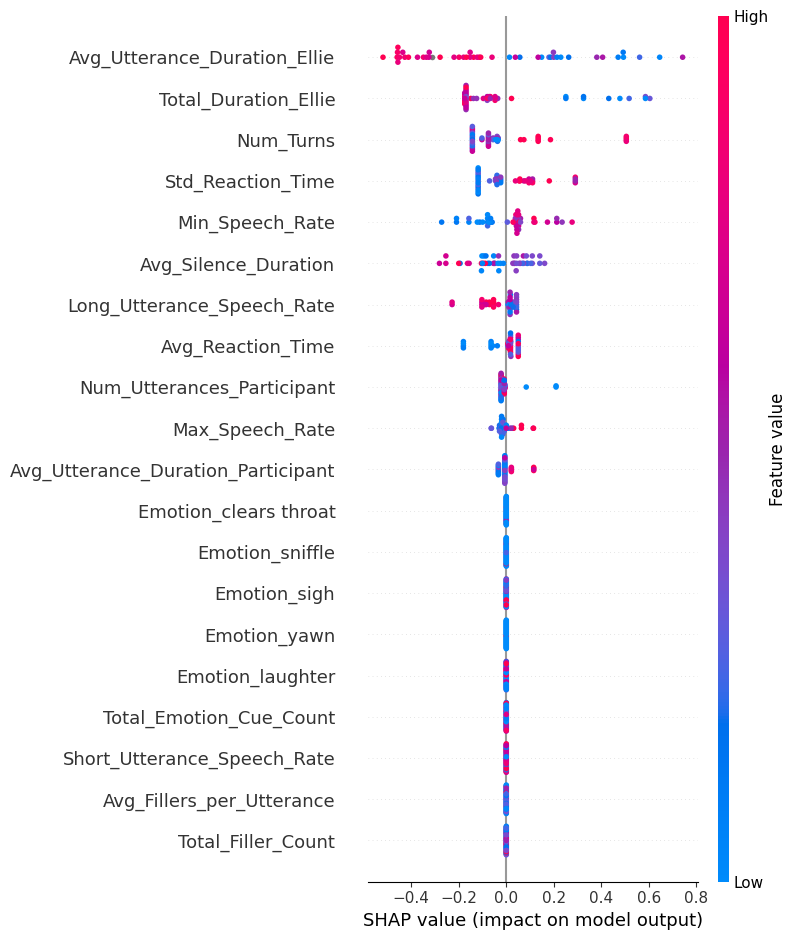 High
Avg_Utterance_Duration_Ellie
Total_Duration_Ellie
Num_Turns
Std_Reaction_Time
Min_Speech_Rate
Avg_Silence_Duration
Long_Utterance_Speech_Rate
Avg_Reaction_Time
Num_Utterances_Participant
Max_Speech_Rate
Avg_Utterance_Duration_Participant
Emotion_clears throat
Emotion_sniffle
Emotion_sigh
Emotion_yawn
Emotion_laughter
Total_Emotion_Cue_Count
Short_Utterance_Speech_Rate
Avg_Fillers_per_Utterance
Total_Filler_Count
Feature value
Low
−0.4 −0.2 0.0 0.2 0.4 0.6 0.8
SHAP value (impact on model output)